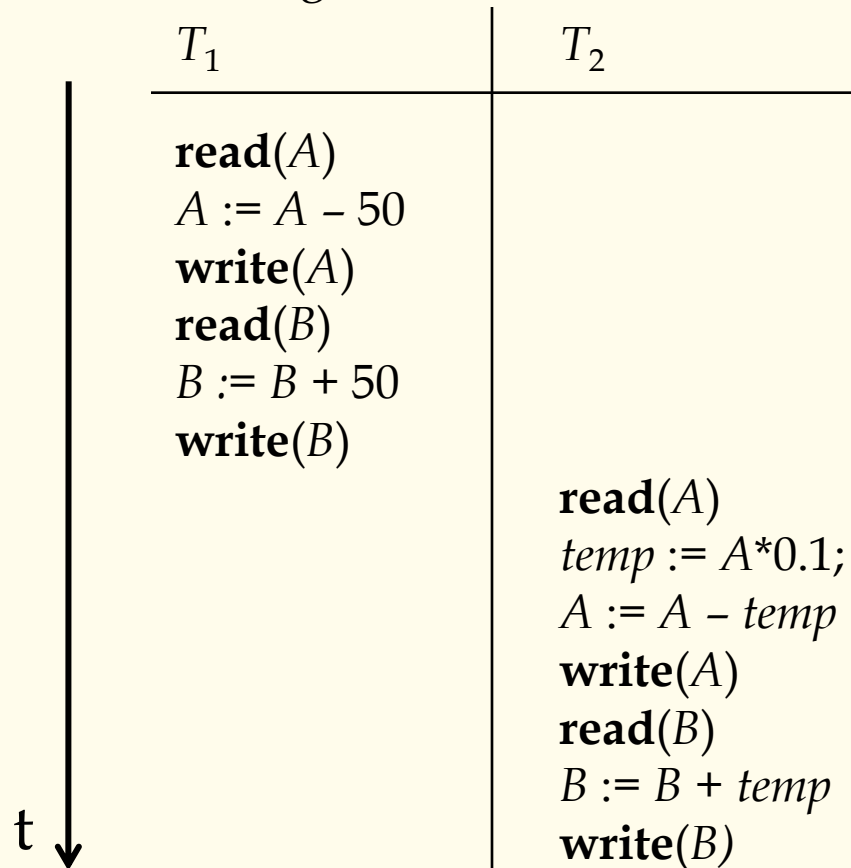 T₁ T₂
read(A)
A := A – 50
write(A)
read(B)
B := B + 50
write(B)
read(A)
temp := A*0.1;
A := A – temp
write(A)
read(B)
B := B + temp
write(B)
t